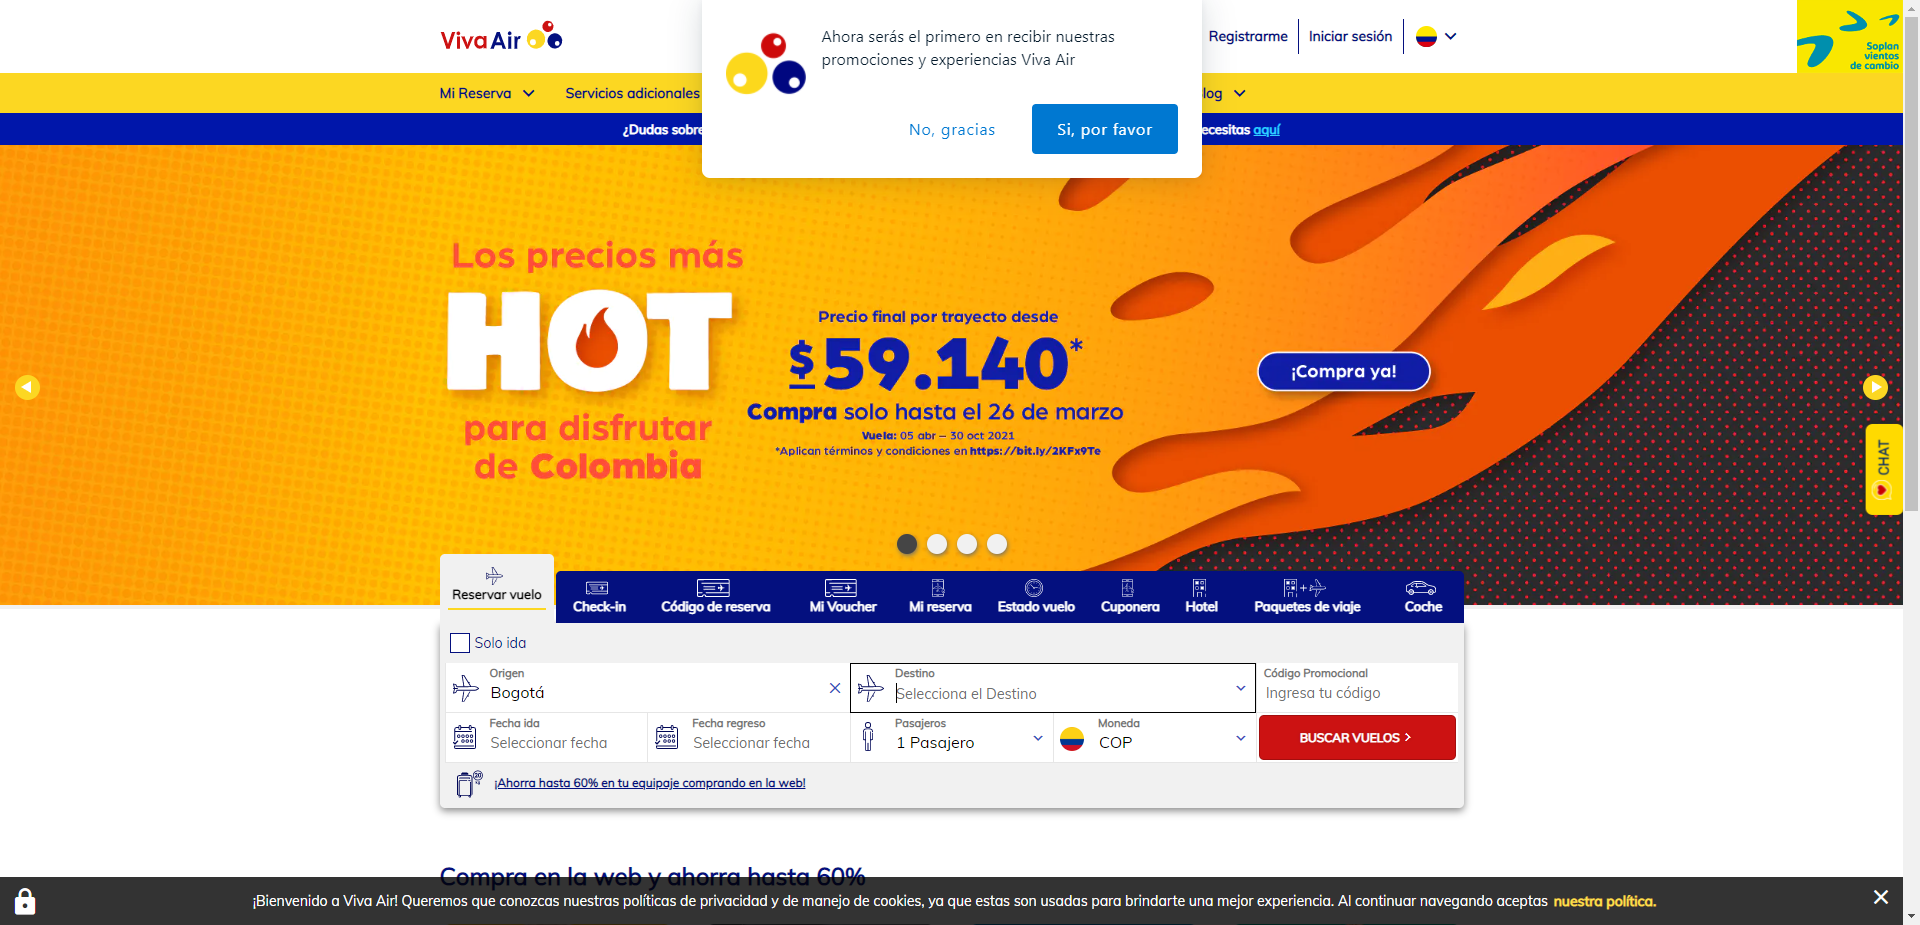 Viva Air
Ahora serás el primero en recibir nuestras
promociones y experiencias Viva Air
No, gracias
Si, por favor
Registrarme
Iniciar sesión
Soplan
vientos
de cambio
Mi Reserva
Servicios adicionales
log
¿Dudas sobre
ecesitas aquí
Los precios más
HOT
para disfrutar
de Colombia
Precio final por trayecto desde
$59.140*
Compra solo hasta el 26 de marzo
Vuela: 05 abr – 30 oct 2021
*Aplican términos y condiciones en https://bit.ly/2KFx9Te
¡Compra ya!
CHAT
Reservar vuelo
Check-in
Código de reserva
Mi Voucher
Mi reserva
Estado vuelo
Cuponera
Hotel
Paquetes de viaje
Coche
Solo ida
Origen
Bogotá
Destino
Selecciona el Destino
Código Promocional
Ingresa tu código
Fecha ida
Seleccionar fecha
Fecha regreso
Seleccionar fecha
Pasajeros
1 Pasajero
Moneda
COP
BUSCAR VUELOS
20
¡Ahorra hasta 60% en tu equipaje comprando en la web!
Compra en la web y ahorra hasta 60%
¡Bienvenido a Viva Air! Queremos que conozcas nuestras políticas de privacidad y de manejo de cookies, ya que estas son usadas para brindarte una mejor experiencia. Al continuar navegando aceptas nuestra política.